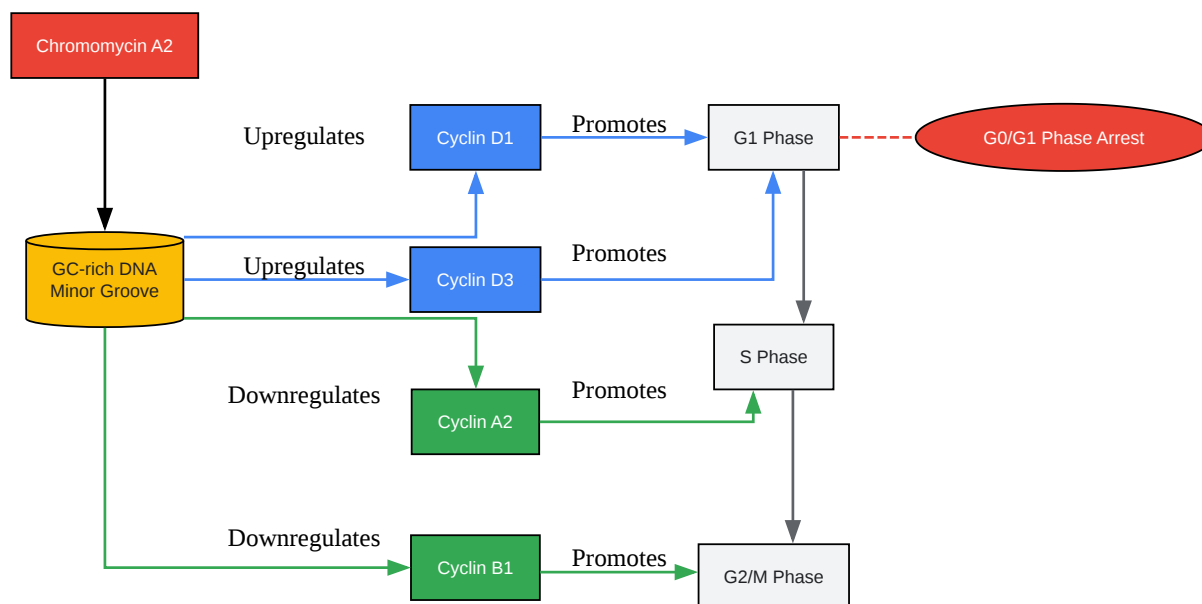 Chromomycin A2
Upregulates
Cyclin D1
Promotes
G1 Phase
G0/G1 Phase Arrest
GC-rich DNA
Minor Groove
Upregulates
Cyclin D3
Promotes
S Phase
Downregulates
Cyclin A2
Promotes
Downregulates
Cyclin B1
Promotes
G2/M Phase